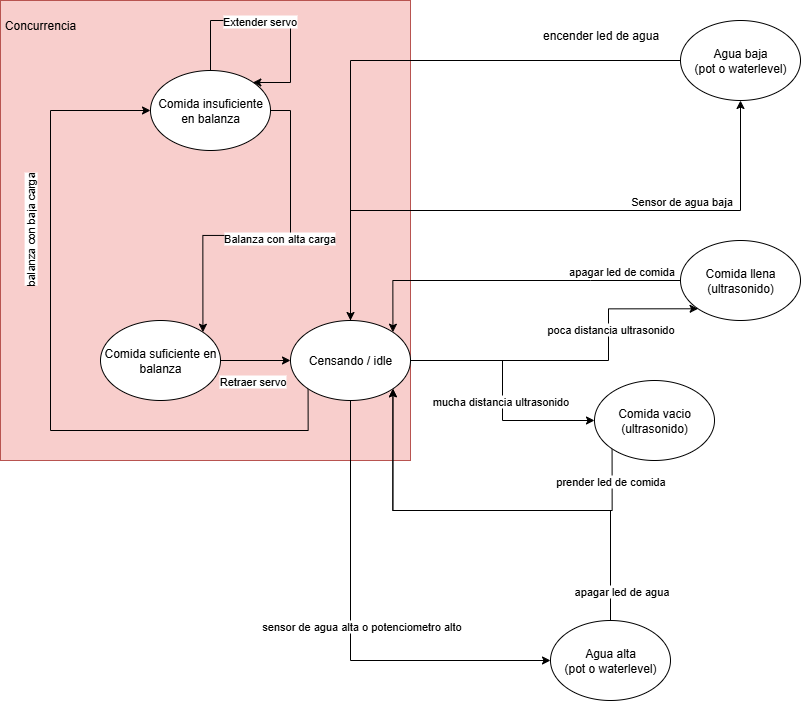 Concurrencia
Extender servo
encender led de agua
Agua baja
(pot o waterlevel)
Comida insuficiente
en balanza
balanza con baja carga
Sensor de agua baja
Balanza con alta carga
apagar led de comida
Comida llena
(ultrasonido)
poca distancia ultrasonido
Comida suficiente en
balanza
Censando / idle
Retraer servo
mucha distancia ultrasonido
Comida vacio
(ultrasonido)
prender led de comida
apagar led de agua
sensor de agua alta o potenciometro alto
Agua alta
(pot o waterlevel)